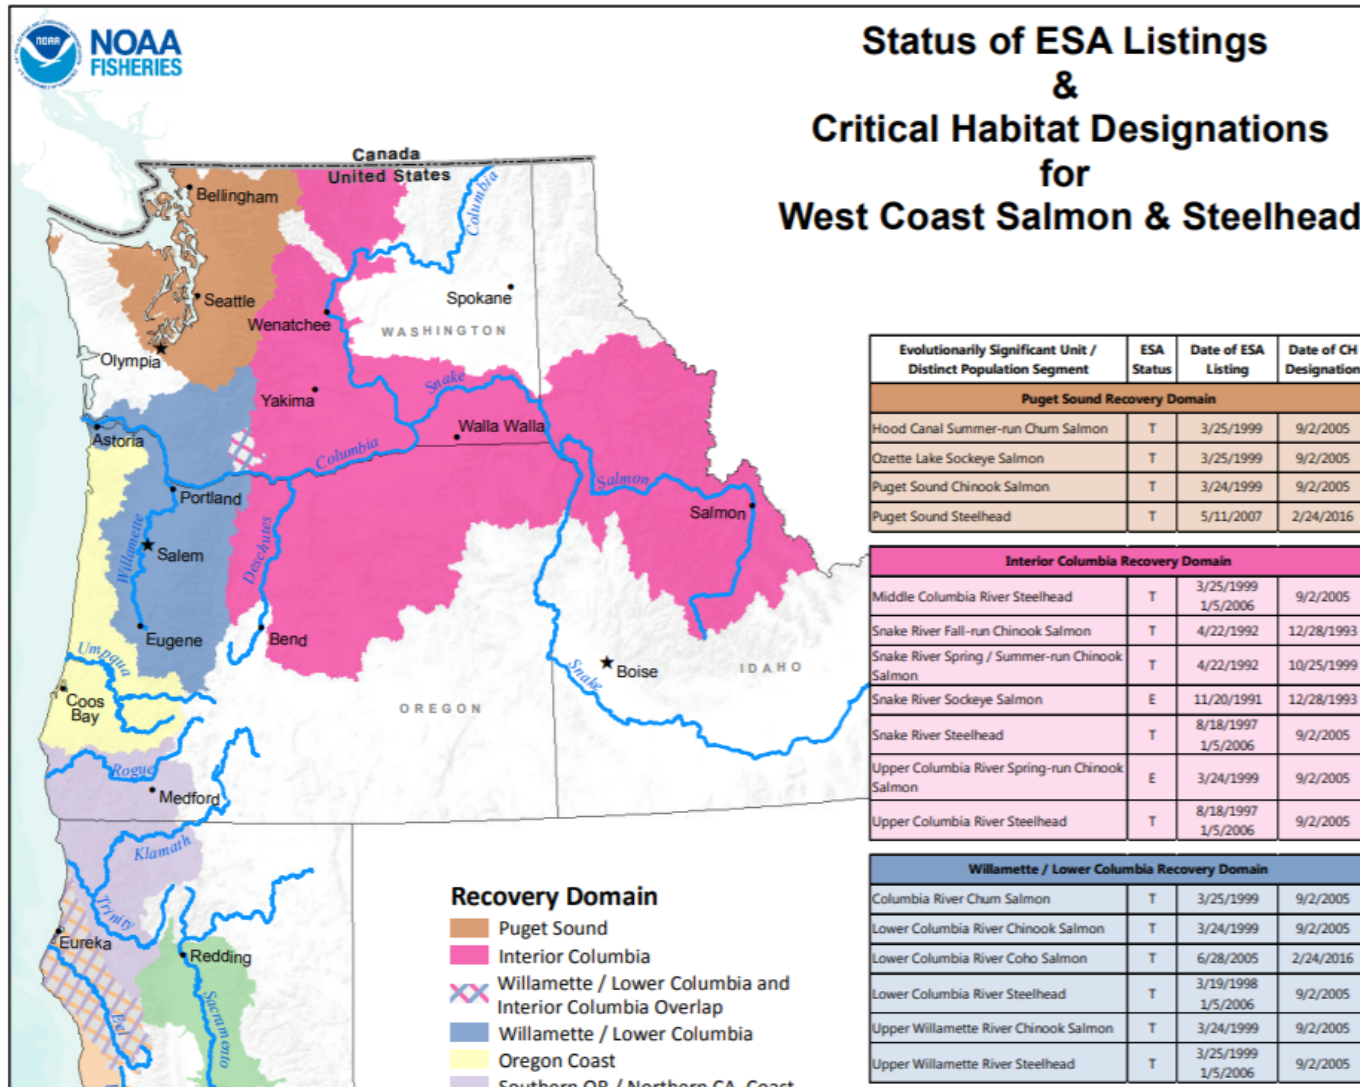 NOAA
NOAA
FISHERIES
Status of ESA Listings
&
Critical Habitat Designations
for
West Coast Salmon & Steelhead
Canada
United States
Bellingham
Columbia
Seattle
Spokane
Wenatchee
WASHINGTON
Olympia
Snake
Yakima
Walla Walla
Astoria
Columbia
Portland
Salmon
Salmon
Willamette
Deschutes
Salem
Eugene
Bend
Umpqua
Snake
Boise
IDAHO
Coos
Bay
OREGON
Rogue
Medford
Klamath
Trinity
Eureka
Redding
Eel
Sacramento
Evolutionarily Significant Unit / Distinct Population Segment ESA Status Date of ESA Listing Date of CH Designation
Puget Sound Recovery Domain
Hood Canal Summer-run Chum Salmon T 3/25/1999 9/2/2005
Ozette Lake Sockeye Salmon T 3/25/1999 9/2/2005
Puget Sound Chinook Salmon T 3/24/1999 9/2/2005
Puget Sound Steelhead T 5/11/2007 2/24/2016
Interior Columbia Recovery Domain
Middle Columbia River Steelhead T 3/25/1999 1/5/2006 9/2/2005
Snake River Fall-run Chinook Salmon T 4/22/1992 12/28/1993
Snake River Spring / Summer-run Chinook Salmon T 4/22/1992 10/25/1999
Snake River Sockeye Salmon E 11/20/1991 12/28/1993
Snake River Steelhead T 8/18/1997 1/5/2006 9/2/2005
Upper Columbia River Spring-run Chinook Salmon E 3/24/1999 9/2/2005
Upper Columbia River Steelhead T 8/18/1997 1/5/2006 9/2/2005
Willamette / Lower Columbia Recovery Domain
Columbia River Chum Salmon T 3/25/1999 9/2/2005
Lower Columbia River Chinook Salmon T 3/24/1999 9/2/2005
Lower Columbia River Coho Salmon T 6/28/2005 2/24/2016
Lower Columbia River Steelhead T 3/19/1998 1/5/2006 9/2/2005
Upper Willamette River Chinook Salmon T 3/24/1999 9/2/2005
Upper Willamette River Steelhead T 3/25/1999 1/5/2006 9/2/2005
Recovery Domain
Puget Sound
Interior Columbia
Willamette / Lower Columbia and
Interior Columbia Overlap
Willamette / Lower Columbia
Oregon Coast
Southern OR / Northern CA Coast